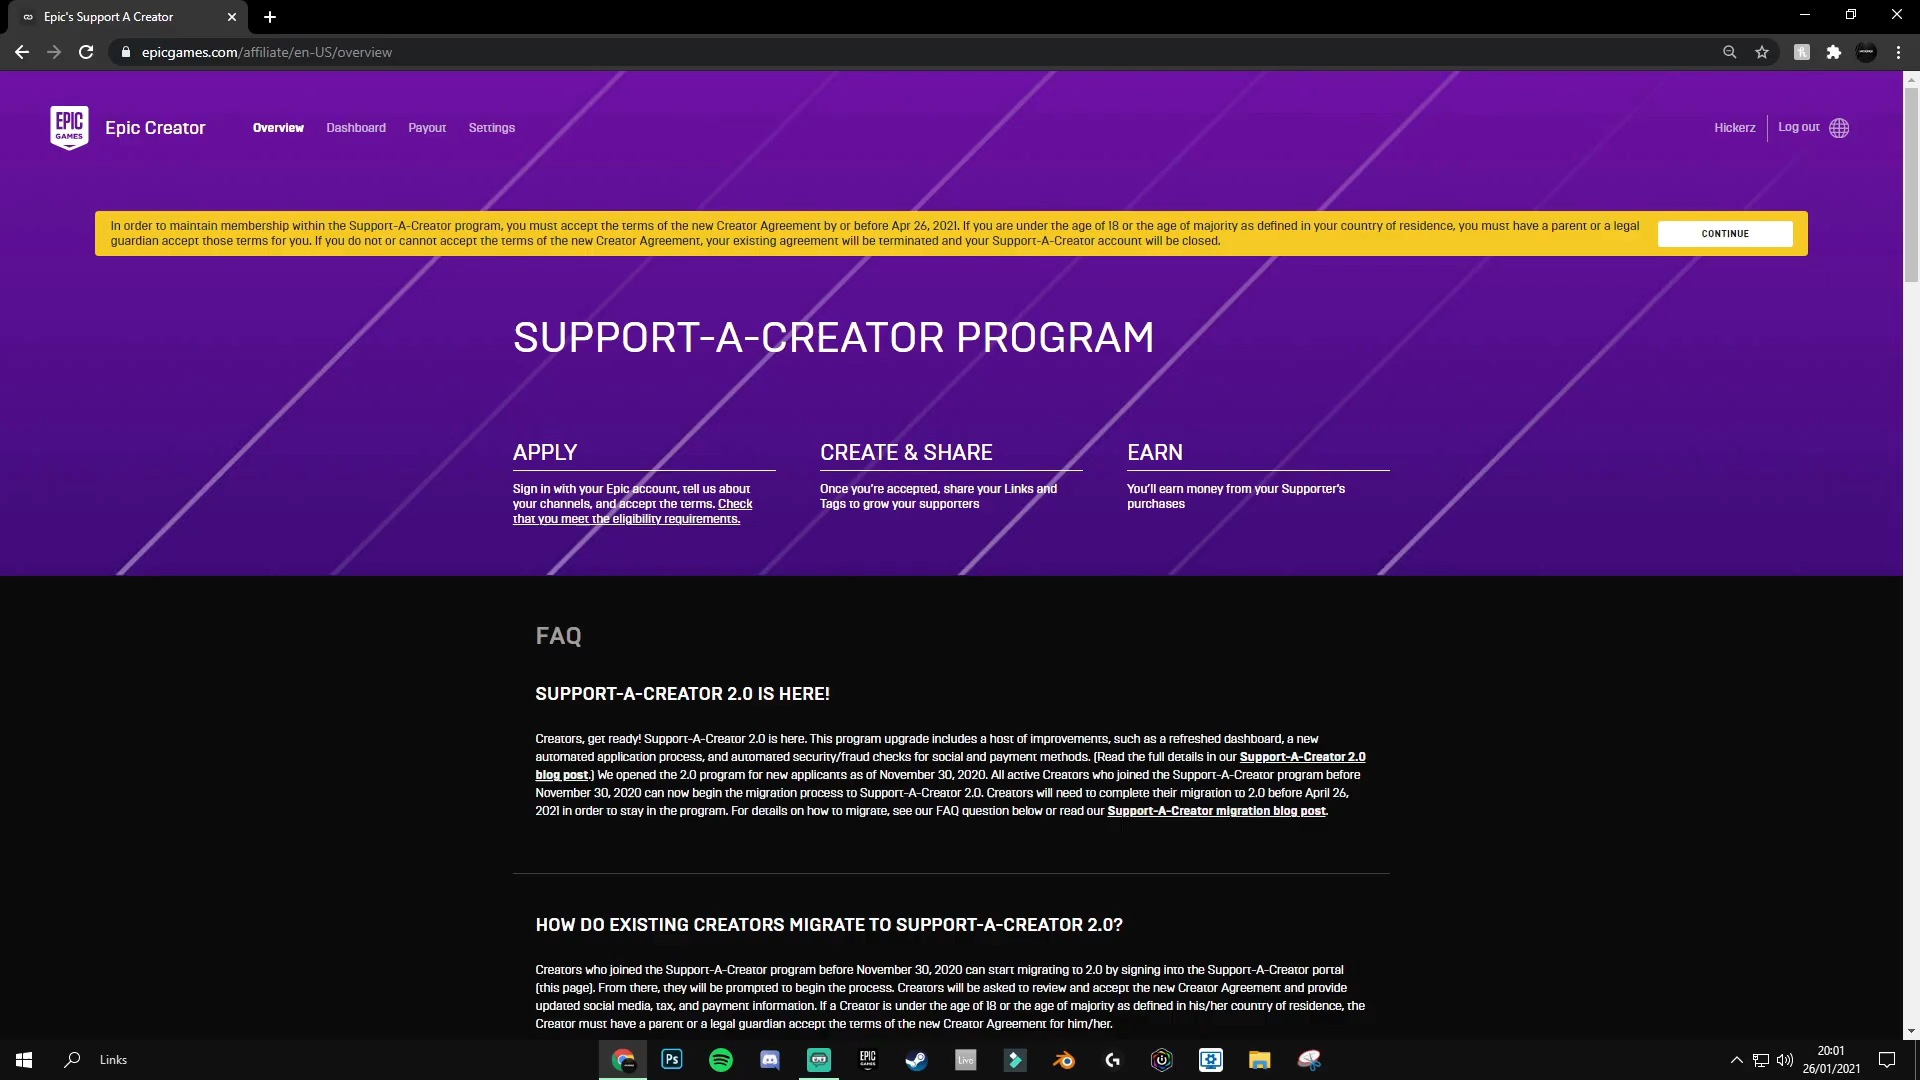 Epic's Support A Creator
epicgames.com/affiliate/en-US/overview
EPIC GAMES
Epic Creator
Overview
Dashboard
Payout
Settings
Hickerz
Log out
In order to maintain membership within the Support-A-Creator program, you must accept the terms of the new Creator Agreement by or before Apr 26, 2021. If you are under the age of 18 or the age of majority as defined in your country of residence, you must have a parent or a legal
guardian accept those terms for you. If you do not or cannot accept the terms of the new Creator Agreement, your existing agreement will be terminated and your Support-A-Creator account will be closed.
CONTINUE
SUPPORT-A-CREATOR PROGRAM
APPLY
Sign in with your Epic account, tell us about
your channels, and accept the terms. Check
that you meet the eligibility requirements.
CREATE & SHARE
Once you're accepted, share your Links and
Tags to grow your supporters
EARN
You'll earn money from your Supporter's
purchases
FAQ
SUPPORT-A-CREATOR 2.0 IS HERE!
Creators, get ready! Support-A-Creator 2.0 is here. This program upgrade includes a host of improvements, such as a refreshed dashboard, a new
automated application process, and automated security/fraud checks for social and payment methods. (Read the full details in our Support-A-Creator 2.0
blog post.) We opened the 2.0 program for new applicants as of November 30, 2020. All active Creators who joined the Support-A-Creator program before
November 30, 2020 can now begin the migration process to Support-A-Creator 2.0. Creators will need to complete their migration to 2.0 before April 26,
2021 in order to stay in the program. For details on how to migrate, see our FAQ question below or read our Support-A-Creator migration blog post.
HOW DO EXISTING CREATORS MIGRATE TO SUPPORT-A-CREATOR 2.0?
Creators who joined the Support-A-Creator program before November 30, 2020 can start migrating to 2.0 by signing into the Support-A-Creator portal
(this page). From there, they will be prompted to begin the process. Creators will be asked to review and accept the new Creator Agreement and provide
updated social media, tax, and payment information. If a Creator is under the age of 18 or the age of majority as defined in his/her country of residence, the
Creator must have a parent or a legal guardian accept the terms of the new Creator Agreement for him/her.
Links
Ps
EPIC GAMES
Live
20:01
26/01/2021